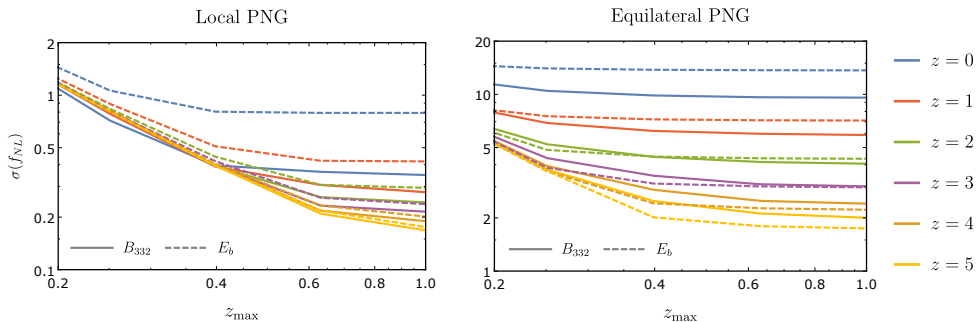 Local PNG
σ(f_NL)
2
1
0.5
0.2
0.1
B_332 E_b
0.2 0.4 0.6 0.8 1.0
z_max
Equilateral PNG
20
10
5
2
1
B_332 E_b
0.2 0.4 0.6 0.8 1.0
z_max
z = 0
z = 1
z = 2
z = 3
z = 4
z = 5